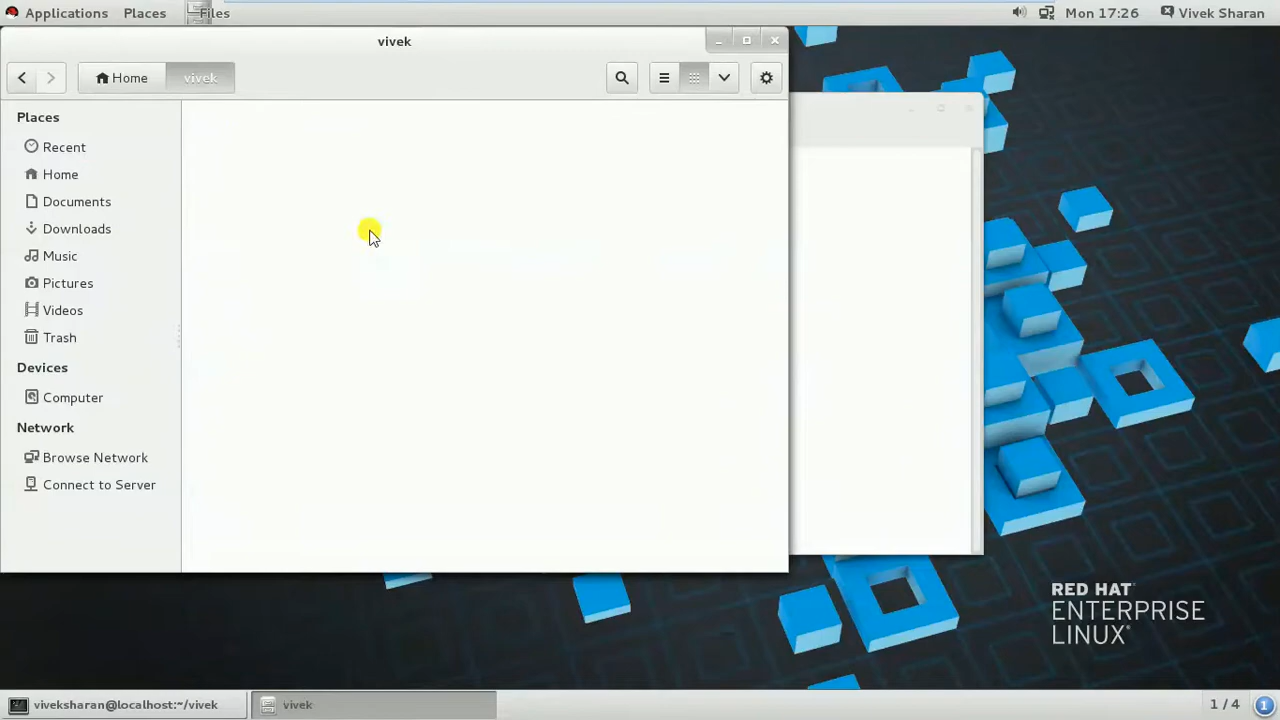 Applications Places Files Mon 17:26 Vivek Sharan
vivek
Home vivek
Places
Recent
Home
Documents
Downloads
Music
Pictures
Videos
Trash
Devices
Computer
Network
Browse Network
Connect to Server
RED HAT
ENTERPRISE
LINUX
viveksharan@localhost:~/vivek vivek 1 / 4 1